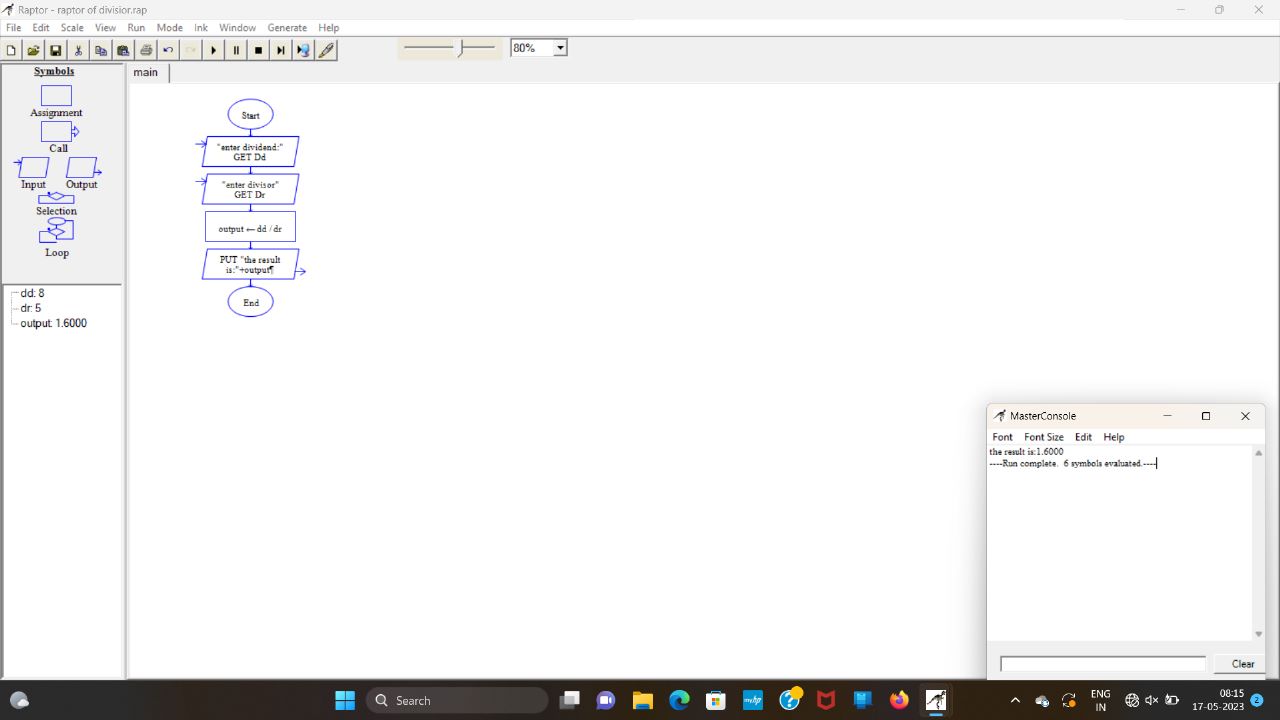 Raptor - raptor of divisior.rap
File Edit Scale View Run Mode Ink Window Generate Help
80%
Symbols
Assignment
Call
Input Output
Selection
Loop
dd: 8
dr: 5
output: 1.6000
main
Start
"enter dividend:"
GET Dd
"enter divisor"
GET Dr
output ← dd / dr
PUT "the result
is:"+output¶
End
MasterConsole
Font Font Size Edit Help
the result is:1.6000
----Run complete. 6 symbols evaluated.----
Clear
Search
ENG
IN
08:15
17-05-2023
2